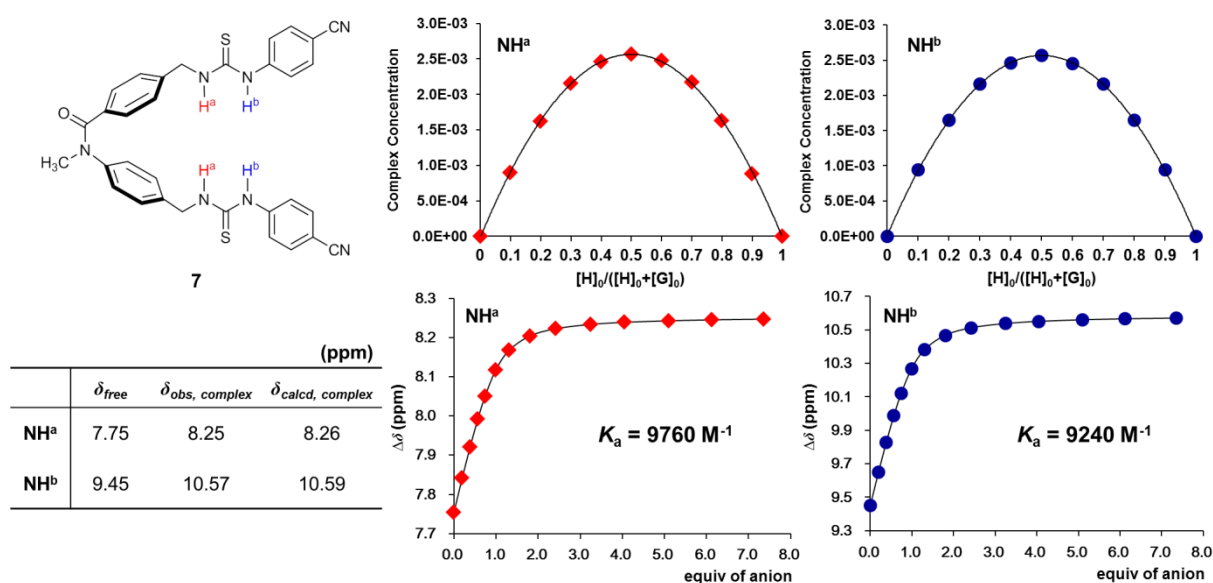 CN
S
N
N
H^a
H^b
O
N
H₃C
H^a
H^b
N
N
S
CN
7
(ppm)
δfree δobs, complex δcalcd, complex
NH^a 7.75 8.25 8.26
NH^b 9.45 10.57 10.59
NH^a
Complex Concentration
3.0E-03
2.5E-03
2.0E-03
1.5E-03
1.0E-03
5.0E-04
0.0E+00
0 0.1 0.2 0.3 0.4 0.5 0.6 0.7 0.8 0.9 1
[H]₀/([H]₀+[G]₀)
NH^b
Complex Concentration
3.0E-03
2.5E-03
2.0E-03
1.5E-03
1.0E-03
5.0E-04
0.0E+00
0 0.1 0.2 0.3 0.4 0.5 0.6 0.7 0.8 0.9 1
[H]₀/([H]₀+[G]₀)
NH^a
Δδ (ppm)
8.3
8.2
8.1
8.0
7.9
7.8
7.7
Kₐ = 9760 M⁻¹
0.0 1.0 2.0 3.0 4.0 5.0 6.0 7.0 8.0
equiv of anion
NH^b
Δδ (ppm)
10.7
10.5
10.3
10.1
9.9
9.7
9.5
9.3
Kₐ = 9240 M⁻¹
0.0 1.0 2.0 3.0 4.0 5.0 6.0 7.0 8.0
equiv of anion